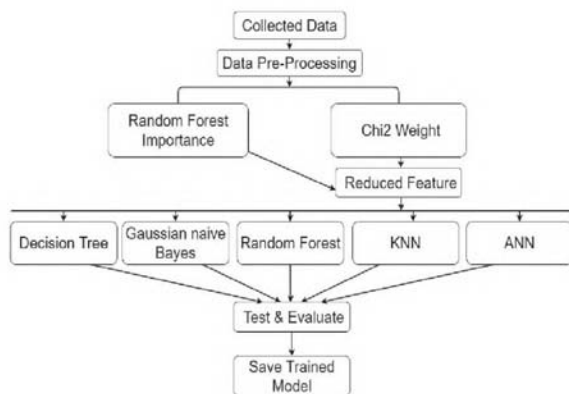 Collected Data
Data Pre-Processing
Random Forest
Importance
Chi2 Weight
Reduced Feature
Decision Tree
Gaussian naive
Bayes
Random Forest
KNN
ANN
Test & Evaluate
Save Trained
Model